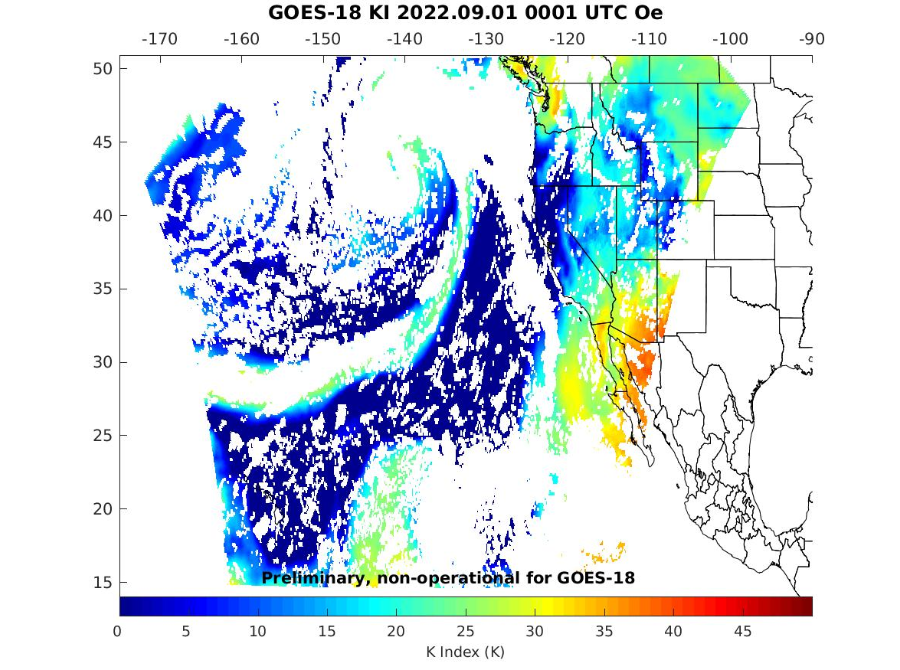 GOES-18 KI 2022.09.01 0001 UTC Oe
-170 -160 -150 -140 -130 -120 -110 -100 -90
50
45
40
35
30
25
20
15
Preliminary, non-operational for GOES-18
0 5 10 15 20 25 30 35 40 45
K Index (K)